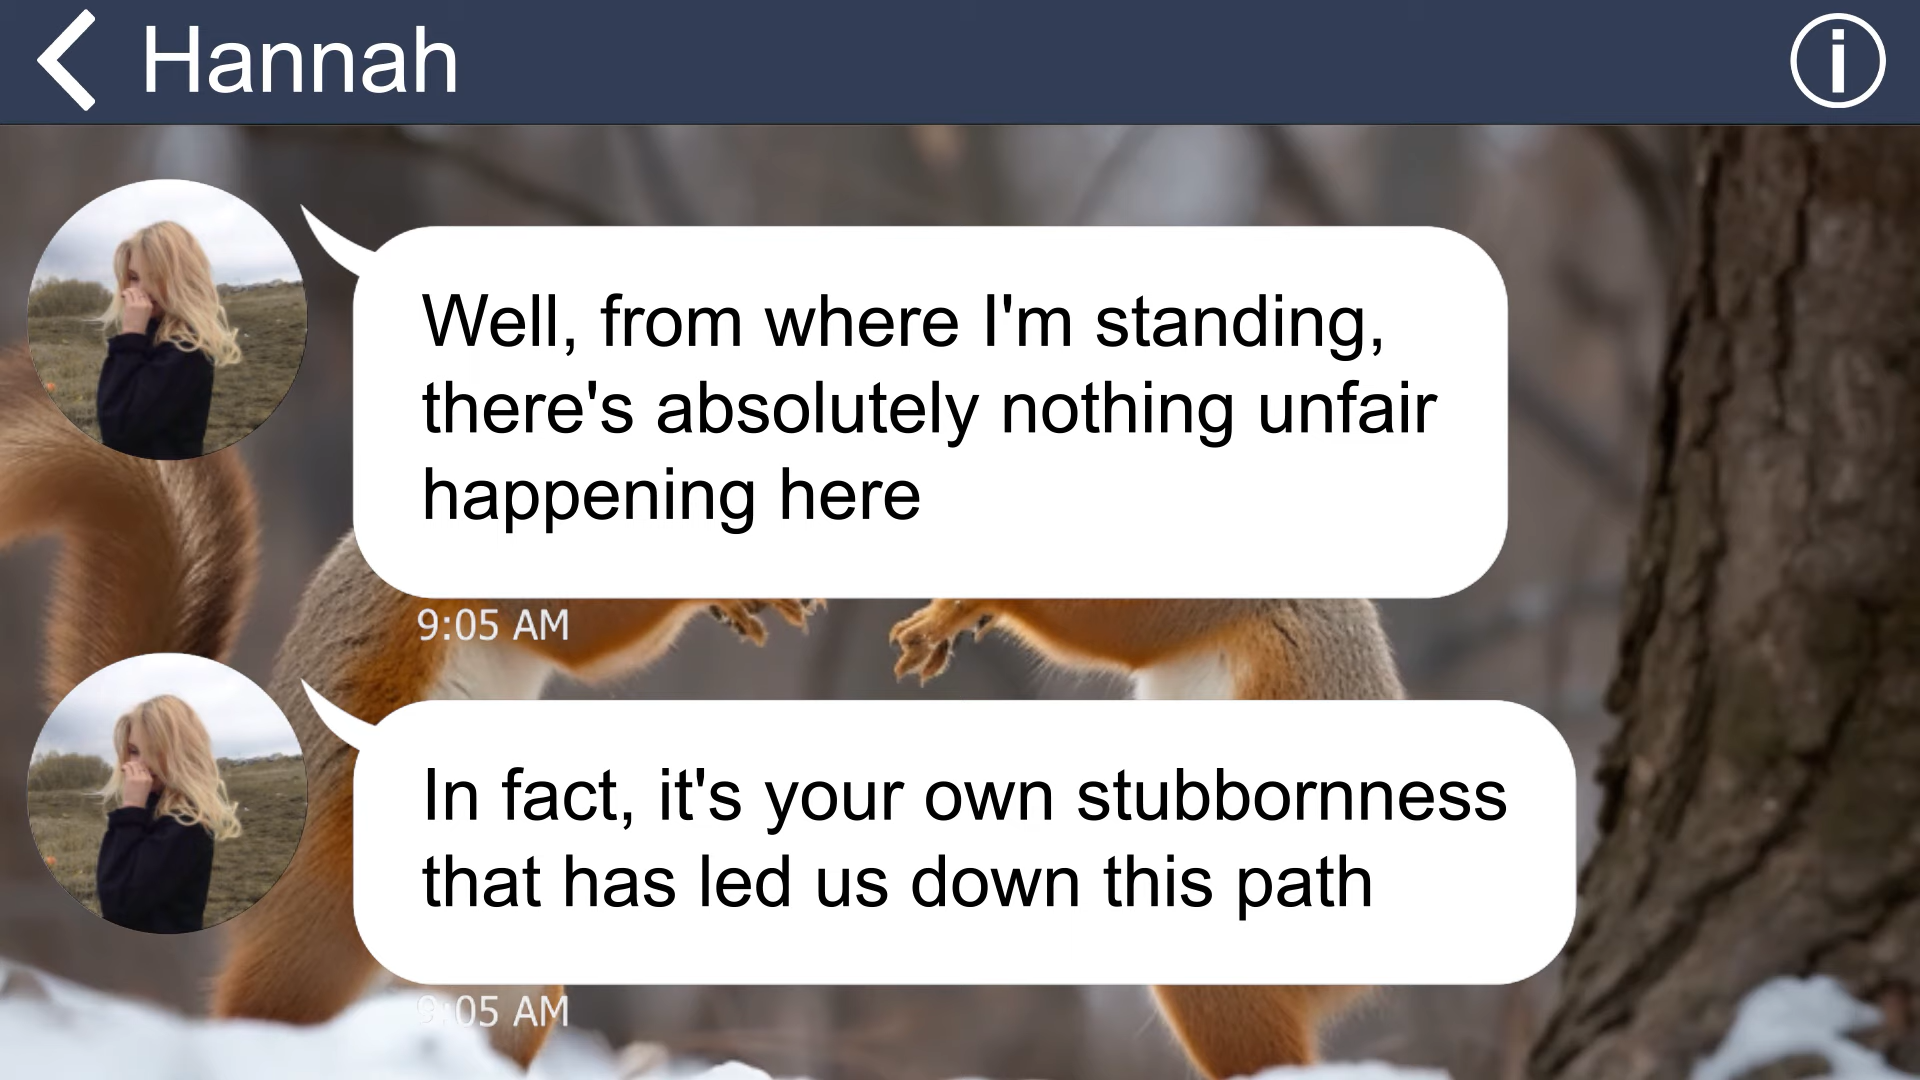 Hannah
Well, from where I'm standing,
there's absolutely nothing unfair
happening here
9:05 AM
In fact, it's your own stubbornness
that has led us down this path
9:05 AM